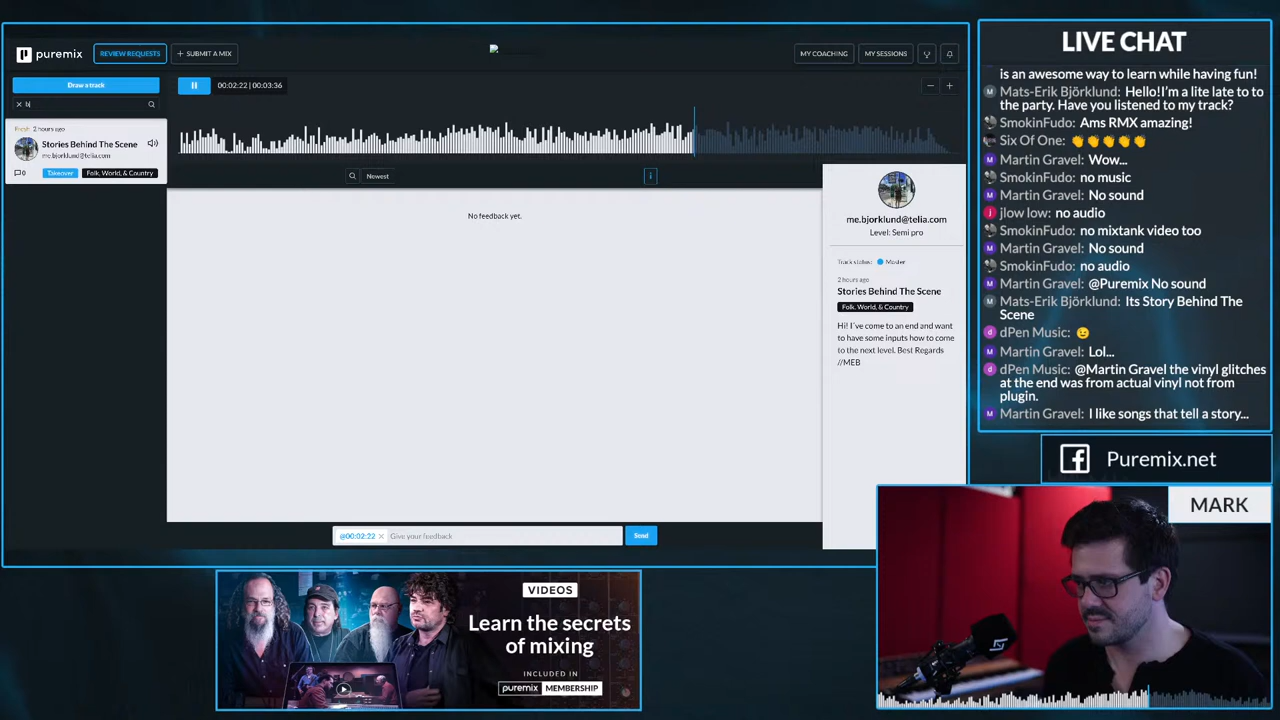 puremix
REVIEW REQUESTS
+ SUBMIT A MIX
MY COACHING
MY SESSIONS
Draw a track
bj
00:02:22 | 00:03:36
Fresh 2 hours ago
Stories Behind The Scene
me.bjorklund@telia.com
0
Takeover
Folk, World, & Country
Newest
i
No feedback yet.
me.bjorklund@telia.com
Level: Semi pro
Track status: Master
2 hours ago
Stories Behind The Scene
Folk, World, & Country
Hi! I've come to an end and want
to have some inputs how to come
to the next level. Best Regards
//MEB
@00:02:22
Give your feedback
Send
LIVE CHAT
is an awesome way to learn while having fun!
M Mats-Erik Björklund: Hello!I'm a lite late to to
the party. Have you listened to my track?
SmokinFudo: Ams RMX amazing!
Six Of One: 👏👏👏👏👏
M Martin Gravel: Wow...
SmokinFudo: no music
M Martin Gravel: No sound
j jlow low: no audio
SmokinFudo: no mixtank video too
M Martin Gravel: No sound
SmokinFudo: no audio
M Martin Gravel: @Puremix No sound
M Mats-Erik Björklund: Its Story Behind The
Scene
d dPen Music: 😉
M Martin Gravel: Lol...
d dPen Music: @Martin Gravel the vinyl glitches
at the end was from actual vinyl not from
plugin.
M Martin Gravel: I like songs that tell a story...
Puremix.net
MARK
VIDEOS
Learn the secrets
of mixing
INCLUDED IN
puremix MEMBERSHIP